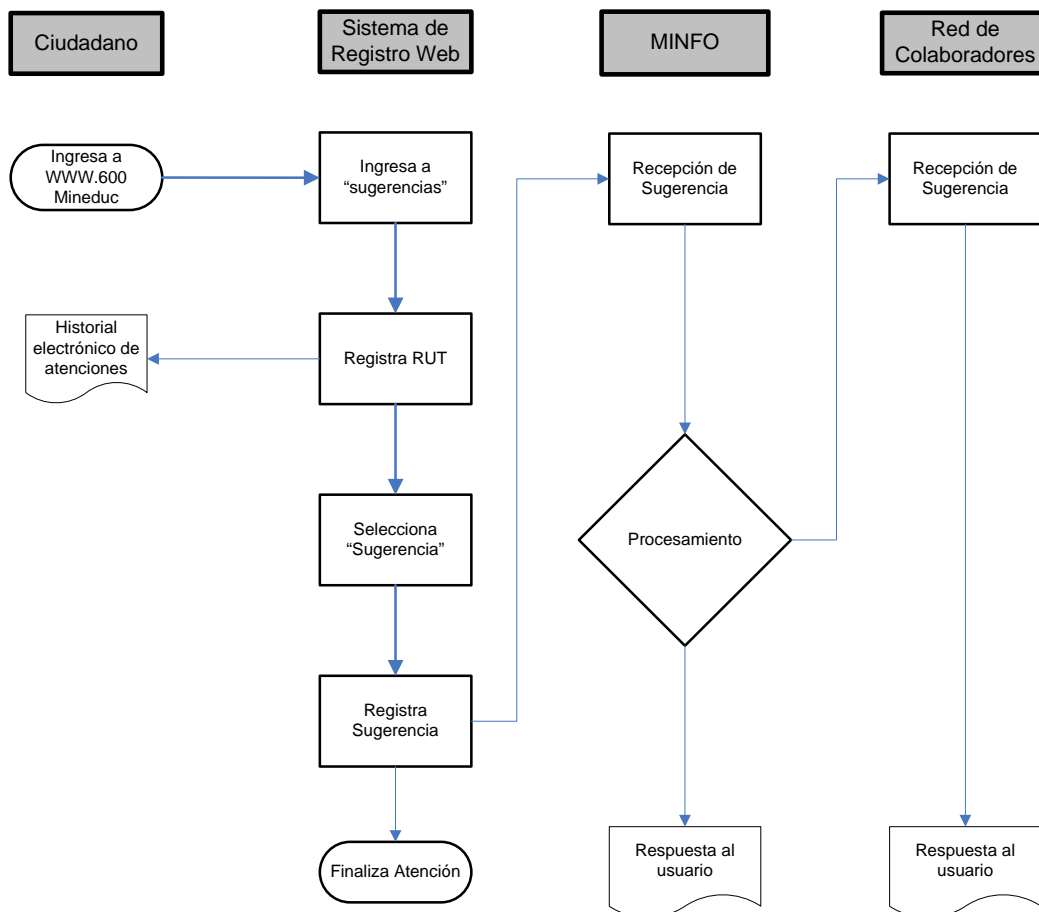 Ciudadano
Sistema de
Registro Web
MINFO
Red de
Colaboradores
Ingresa a
WWW.600
Mineduc
Ingresa a
“sugerencias”
Recepción de
Sugerencia
Recepción de
Sugerencia
Historial
electrónico de
atenciones
Registra RUT
Selecciona
“Sugerencia”
Procesamiento
Registra
Sugerencia
Finaliza Atención
Respuesta al
usuario
Respuesta al
usuario